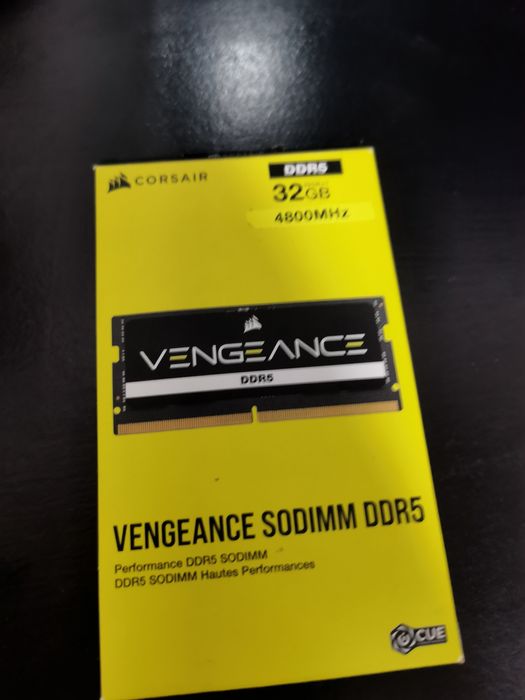 CORSAIR
DDR5
32GB
4800MHz
VENGEANCE
DDR5
VENGEANCE SODIMM DDR5
Performance DDR5 SODIMM
DDR5 SODIMM Hautes Performances
iCUE